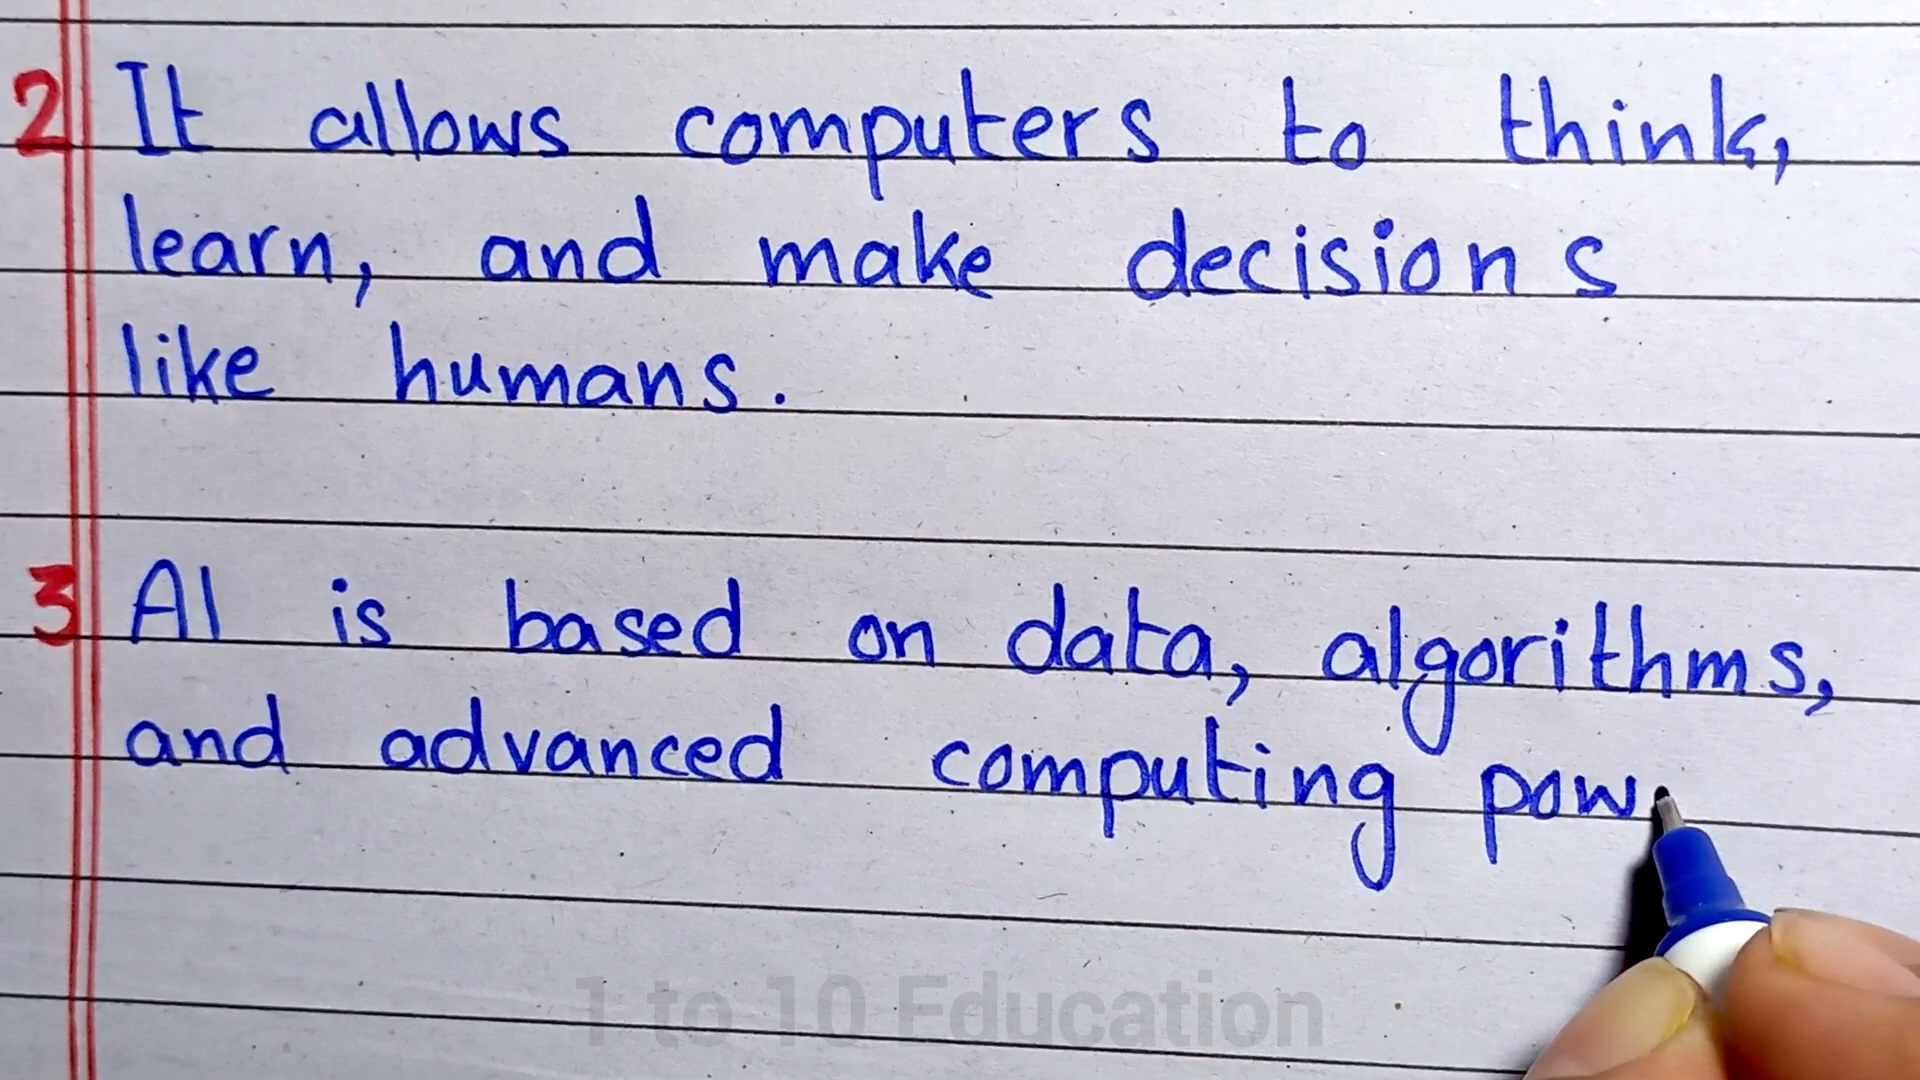 2 It allows computers to think,
learn, and make decisions
like humans.
3 AI is based on data, algorithms,
and advanced computing pow
1 to 10 Education